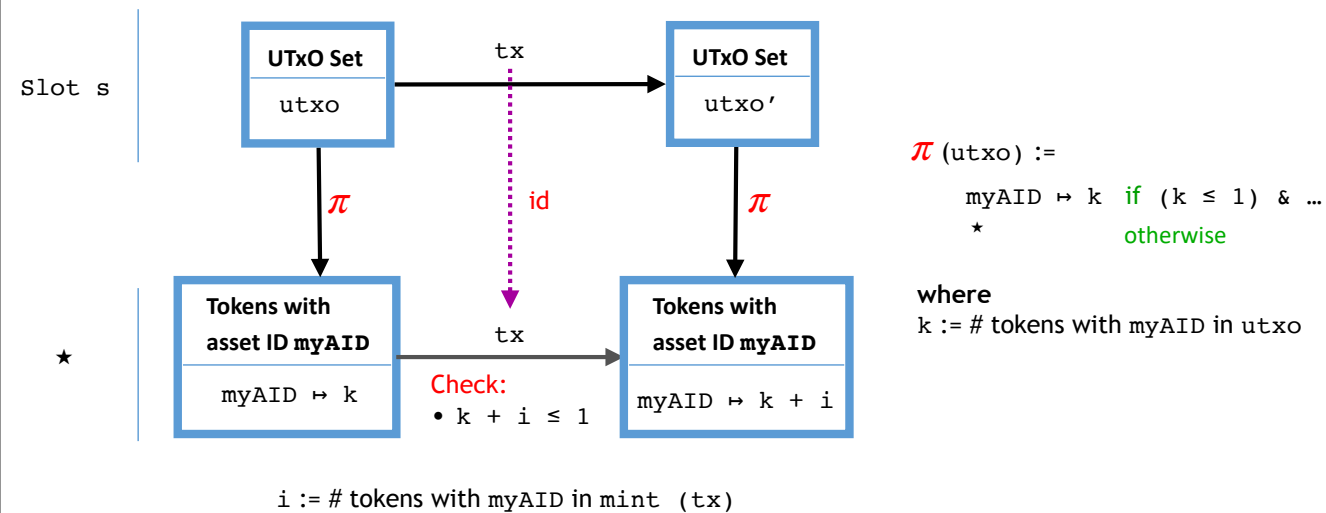 Slot s
UTxO Set
utxo
tx
UTxO Set
utxo’
π
id
π
★
Tokens with
asset ID myAID
myAID ↦ k
tx
Check:
• k + i ≤ 1
Tokens with
asset ID myAID
myAID ↦ k + i
i := # tokens with myAID in mint (tx)
π (utxo) :=
myAID ↦ k if (k ≤ 1) & …
★ otherwise
where
k := # tokens with myAID in utxo